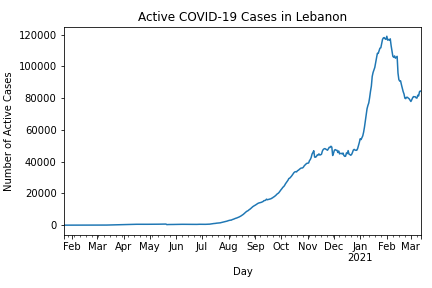 Active COVID-19 Cases in Lebanon
120000
100000
80000
60000
40000
20000
0
Number of Active Cases
Feb Mar Apr May Jun Jul Aug Sep Oct Nov Dec Jan Feb Mar
2021
Day